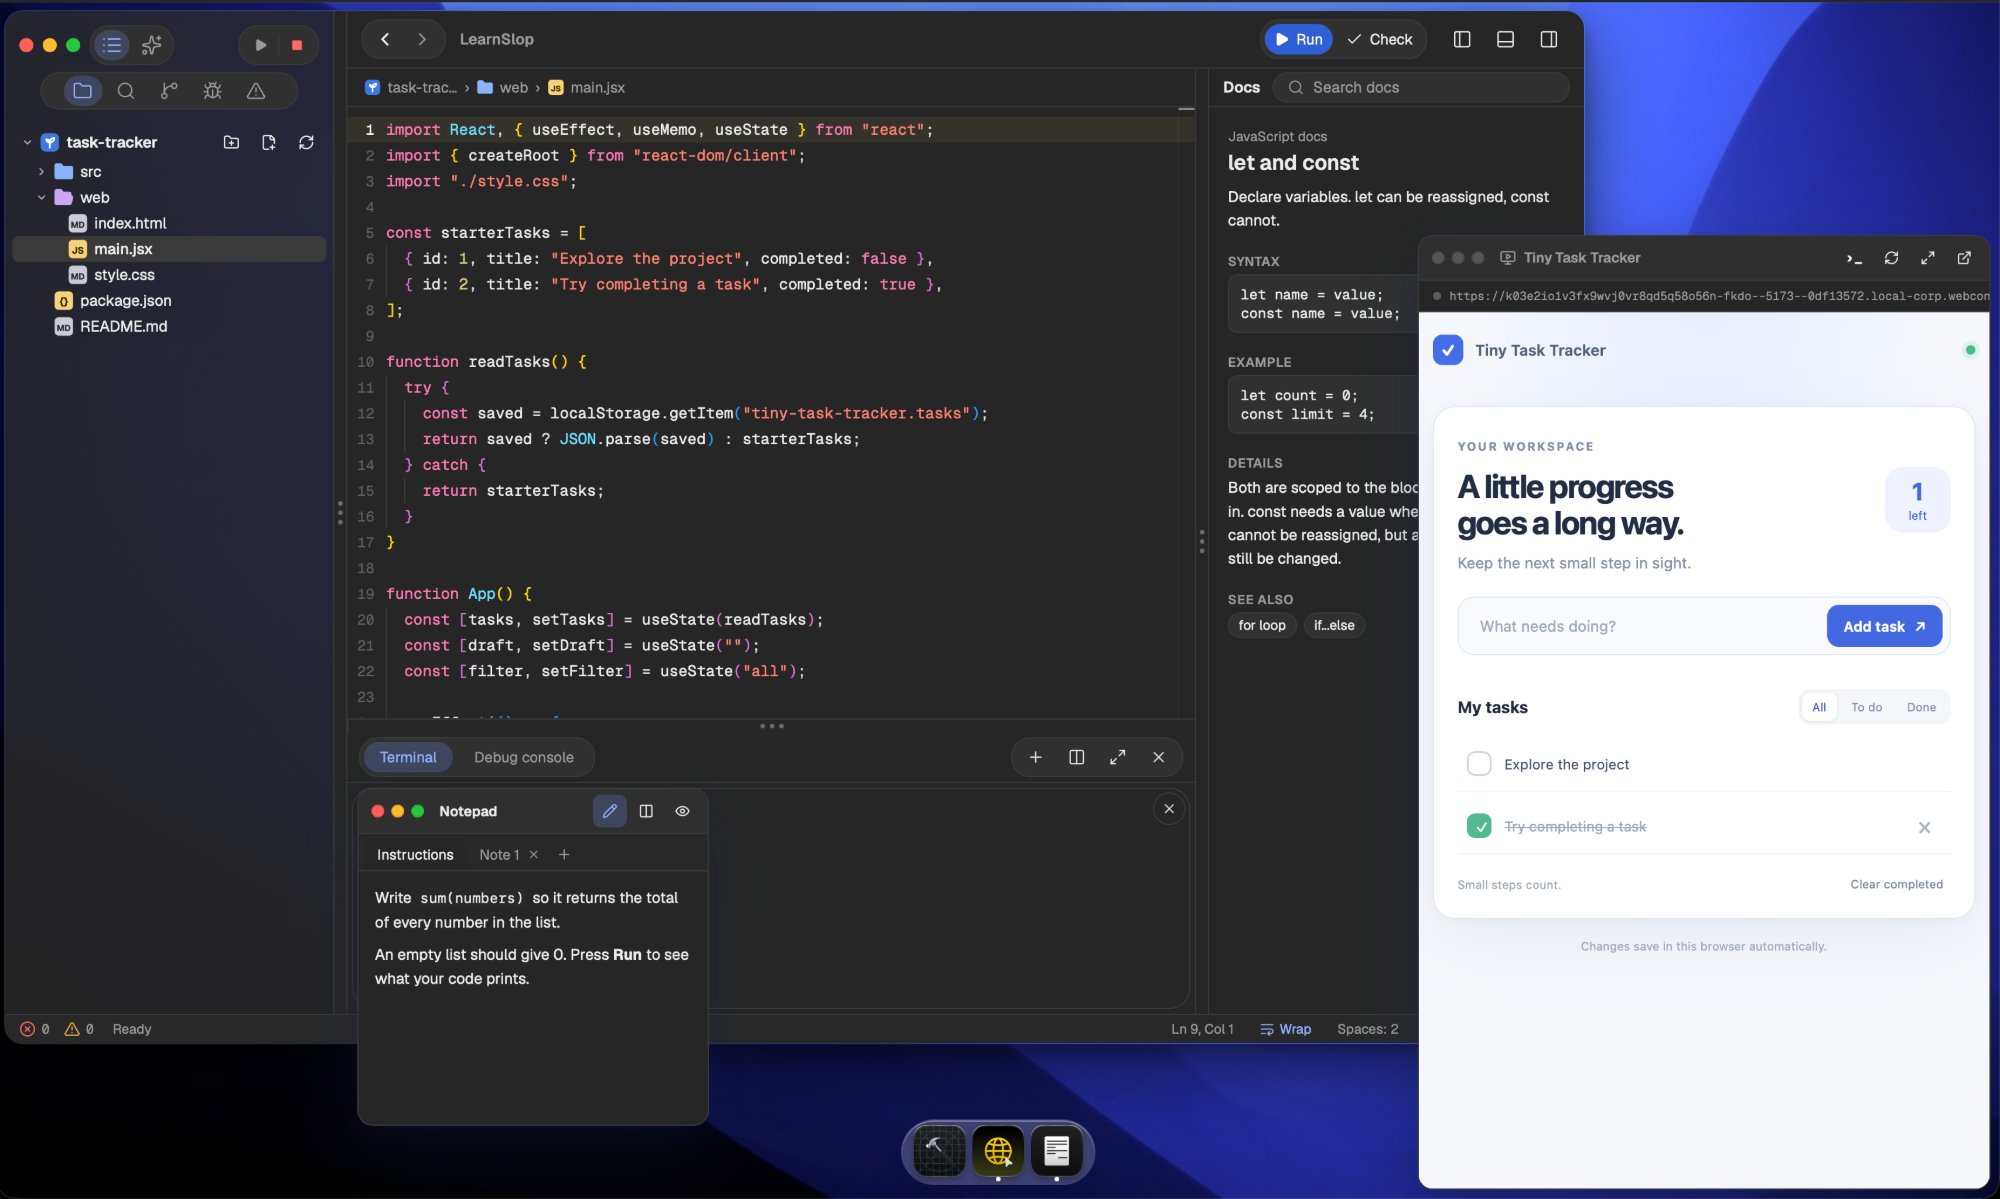 LearnSlop
Run
Check
task-tracker
src
web
index.html
main.jsx
style.css
package.json
README.md
task-trac... › web › main.jsx
1 import React, { useEffect, useMemo, useState } from "react";
2 import { createRoot } from "react-dom/client";
3 import "./style.css";
4
5 const starterTasks = [
6 { id: 1, title: "Explore the project", completed: false },
7 { id: 2, title: "Try completing a task", completed: true },
8 ];
9
10 function readTasks() {
11 try {
12 const saved = localStorage.getItem("tiny-task-tracker.tasks");
13 return saved ? JSON.parse(saved) : starterTasks;
14 } catch {
15 return starterTasks;
16 }
17 }
18
19 function App() {
20 const [tasks, setTasks] = useState(readTasks);
21 const [draft, setDraft] = useState("");
22 const [filter, setFilter] = useState("all");
23
Terminal
Debug console
Notepad
Instructions
Note 1
Write sum(numbers) so it returns the total
of every number in the list.
An empty list should give 0. Press Run to see
what your code prints.
0
0
Ready
Ln 9, Col 1
Wrap
Spaces: 2
Docs
Search docs
JavaScript docs
let and const
Declare variables. let can be reassigned, const
cannot.
SYNTAX
let name = value;
const name = value;
EXAMPLE
let count = 0;
const limit = 4;
DETAILS
Both are scoped to the bloc
in. const needs a value whe
cannot be reassigned, but a
still be changed.
SEE ALSO
for loop
if...else
Tiny Task Tracker
https://k03e2io1v3fx9wvj0vr8qd5q58o56n-fkdo--5173--0df13572.local-corp.webcon
Tiny Task Tracker
YOUR WORKSPACE
A little progress
goes a long way.
1
left
Keep the next small step in sight.
What needs doing?
Add task
My tasks
All
To do
Done
Explore the project
Try completing a task
Small steps count.
Clear completed
Changes save in this browser automatically.